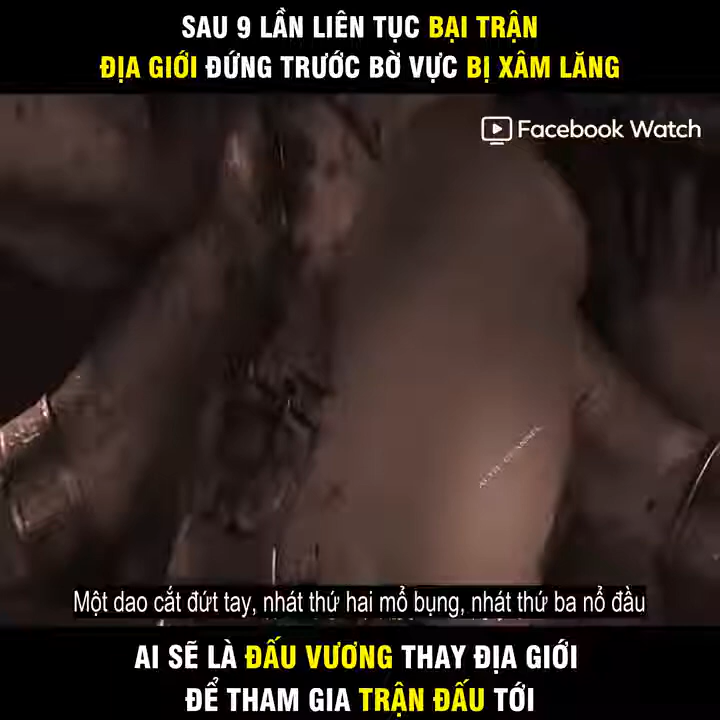 SAU 9 LẦN LIÊN TỤC BẠI TRẬN
ĐỊA GIỚI ĐỨNG TRƯỚC BỜ VỰC BỊ XÂM LĂNG
Facebook Watch
Một dao cắt đứt tay, nhát thứ hai mổ bụng, nhát thứ ba nổ đầu
AI SẼ LÀ ĐẤU VƯƠNG THAY ĐỊA GIỚI
ĐỂ THAM GIA TRẬN ĐẤU TỚI